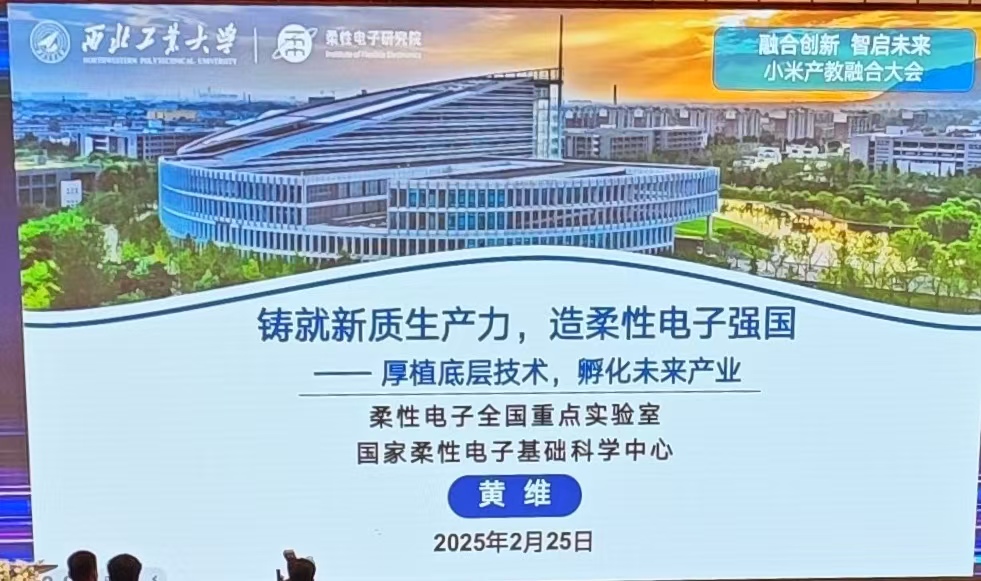 西北工业大学
NORTHWESTERN POLYTECHNICAL UNIVERSITY
柔性电子研究院
Institute of Flexible Electronics
融合创新 智启未来
小米产教融合大会
铸就新质生产力，造柔性电子强国
—— 厚植底层技术，孵化未来产业
柔性电子全国重点实验室
国家柔性电子基础科学中心
黄 维
2025年2月25日